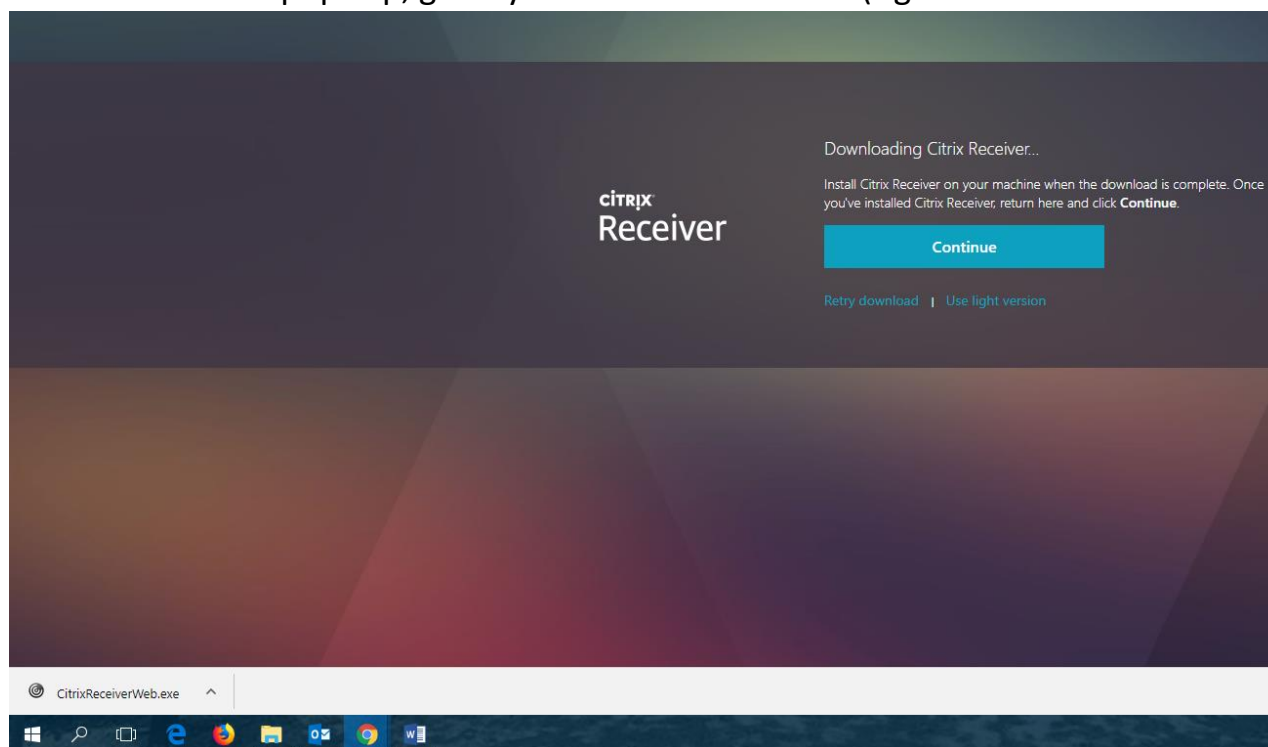 Downloading Citrix Receiver...
Install Citrix Receiver on your machine when the download is complete. Once
you've installed Citrix Receiver, return here and click Continue.
CITRIX
Receiver
Continue
Retry download | Use light version
CitrixReceiverWeb.exe